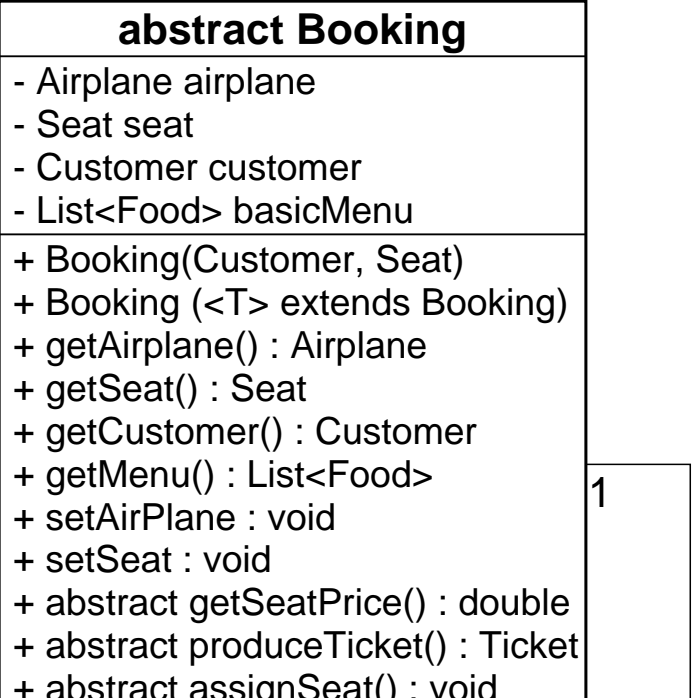 abstract Booking
- Airplane airplane
- Seat seat
- Customer customer
- List<Food> basicMenu
+ Booking(Customer, Seat)
+ Booking (<T> extends Booking)
+ getAirplane() : Airplane
+ getSeat() : Seat
+ getCustomer() : Customer
+ getMenu() : List<Food>
1
+ setAirPlane : void
+ setSeat : void
+ abstract getSeatPrice() : double
+ abstract produceTicket() : Ticket
+ abstract assignSeat() : void